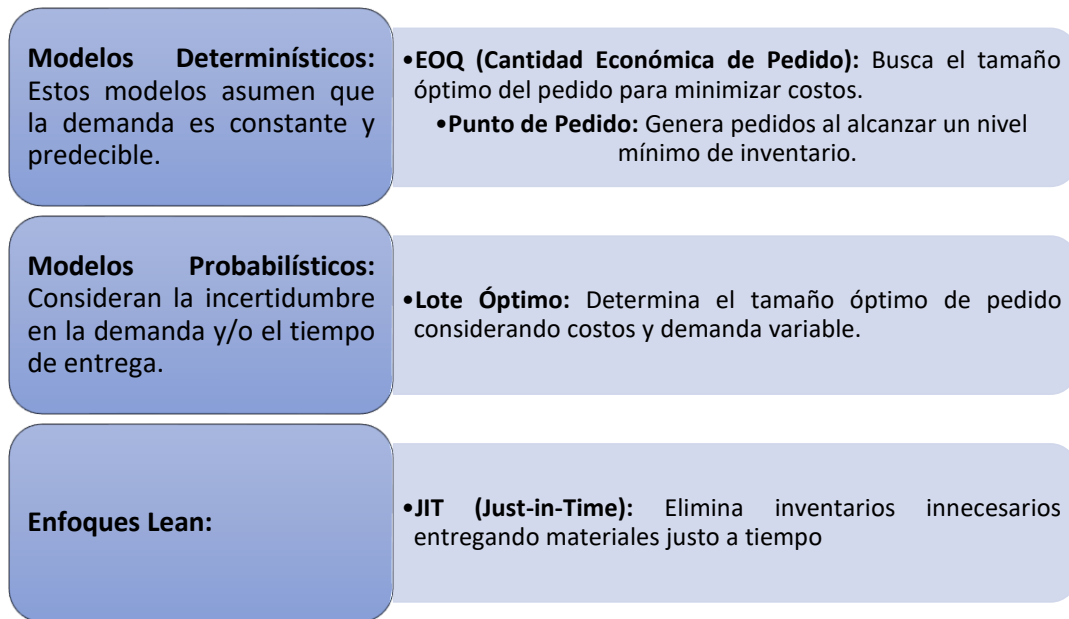 Modelos Determinísticos:
Estos modelos asumen que
la demanda es constante y
predecible.
•EOQ (Cantidad Económica de Pedido): Busca el tamaño
óptimo del pedido para minimizar costos.
•Punto de Pedido: Genera pedidos al alcanzar un nivel
mínimo de inventario.
Modelos Probabilísticos:
Consideran la incertidumbre
en la demanda y/o el tiempo
de entrega.
•Lote Óptimo: Determina el tamaño óptimo de pedido
considerando costos y demanda variable.
Enfoques Lean:
•JIT (Just-in-Time): Elimina inventarios innecesarios
entregando materiales justo a tiempo